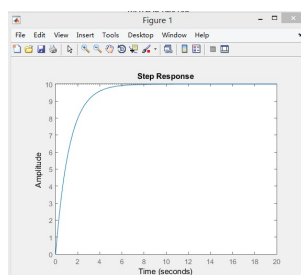 Figure 1
File Edit View Insert Tools Desktop Window Help
Step Response
10
9
8
7
6
5
4
3
2
1
0
Amplitude
0 2 4 6 8 10 12 14 16 18 20
Time (seconds)